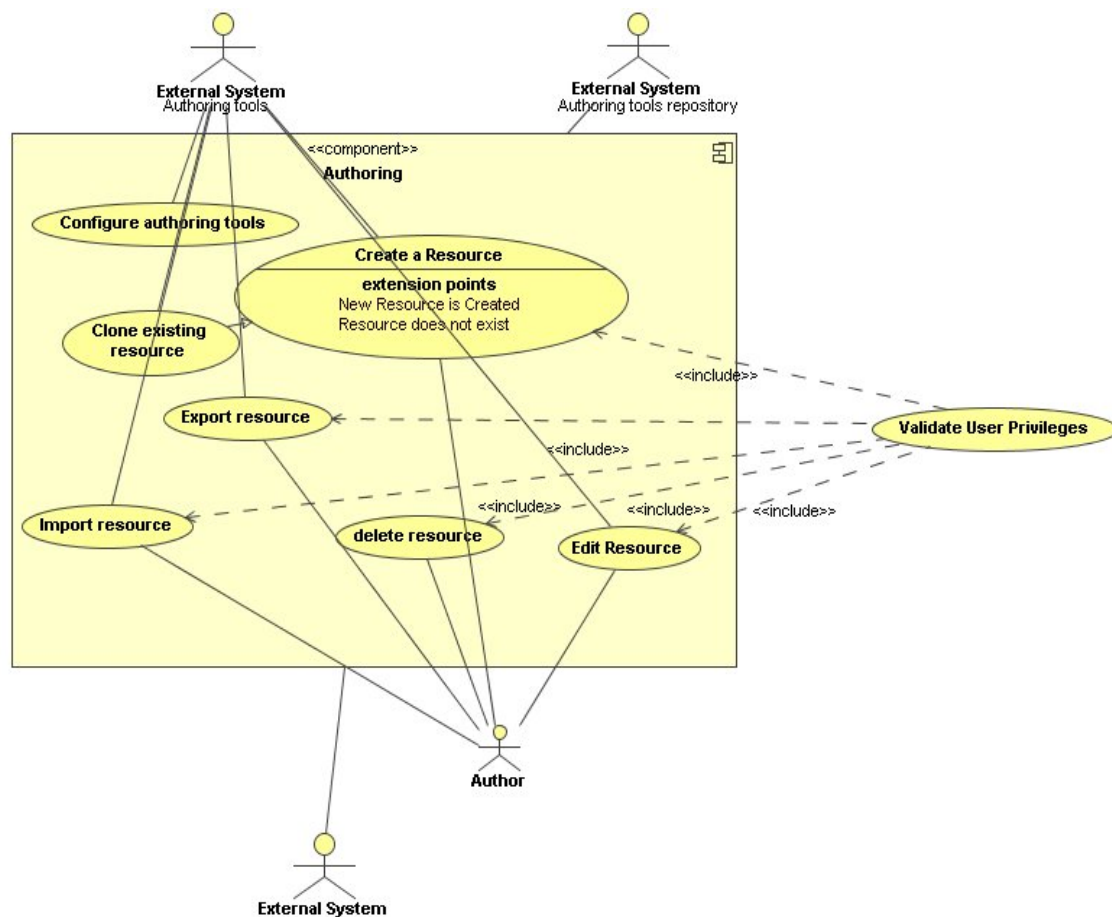 External System
Authoring tools
External System
Authoring tools repository
<<component>>
Authoring
Configure authoring tools
Create a Resource
extension points
New Resource is Created
Resource does not exist
Clone existing
resource
<<include>>
Export resource
Validate User Privileges
<<include>>
<<include>>
<<include>>
Import resource
delete resource
Edit Resource
Author
External System